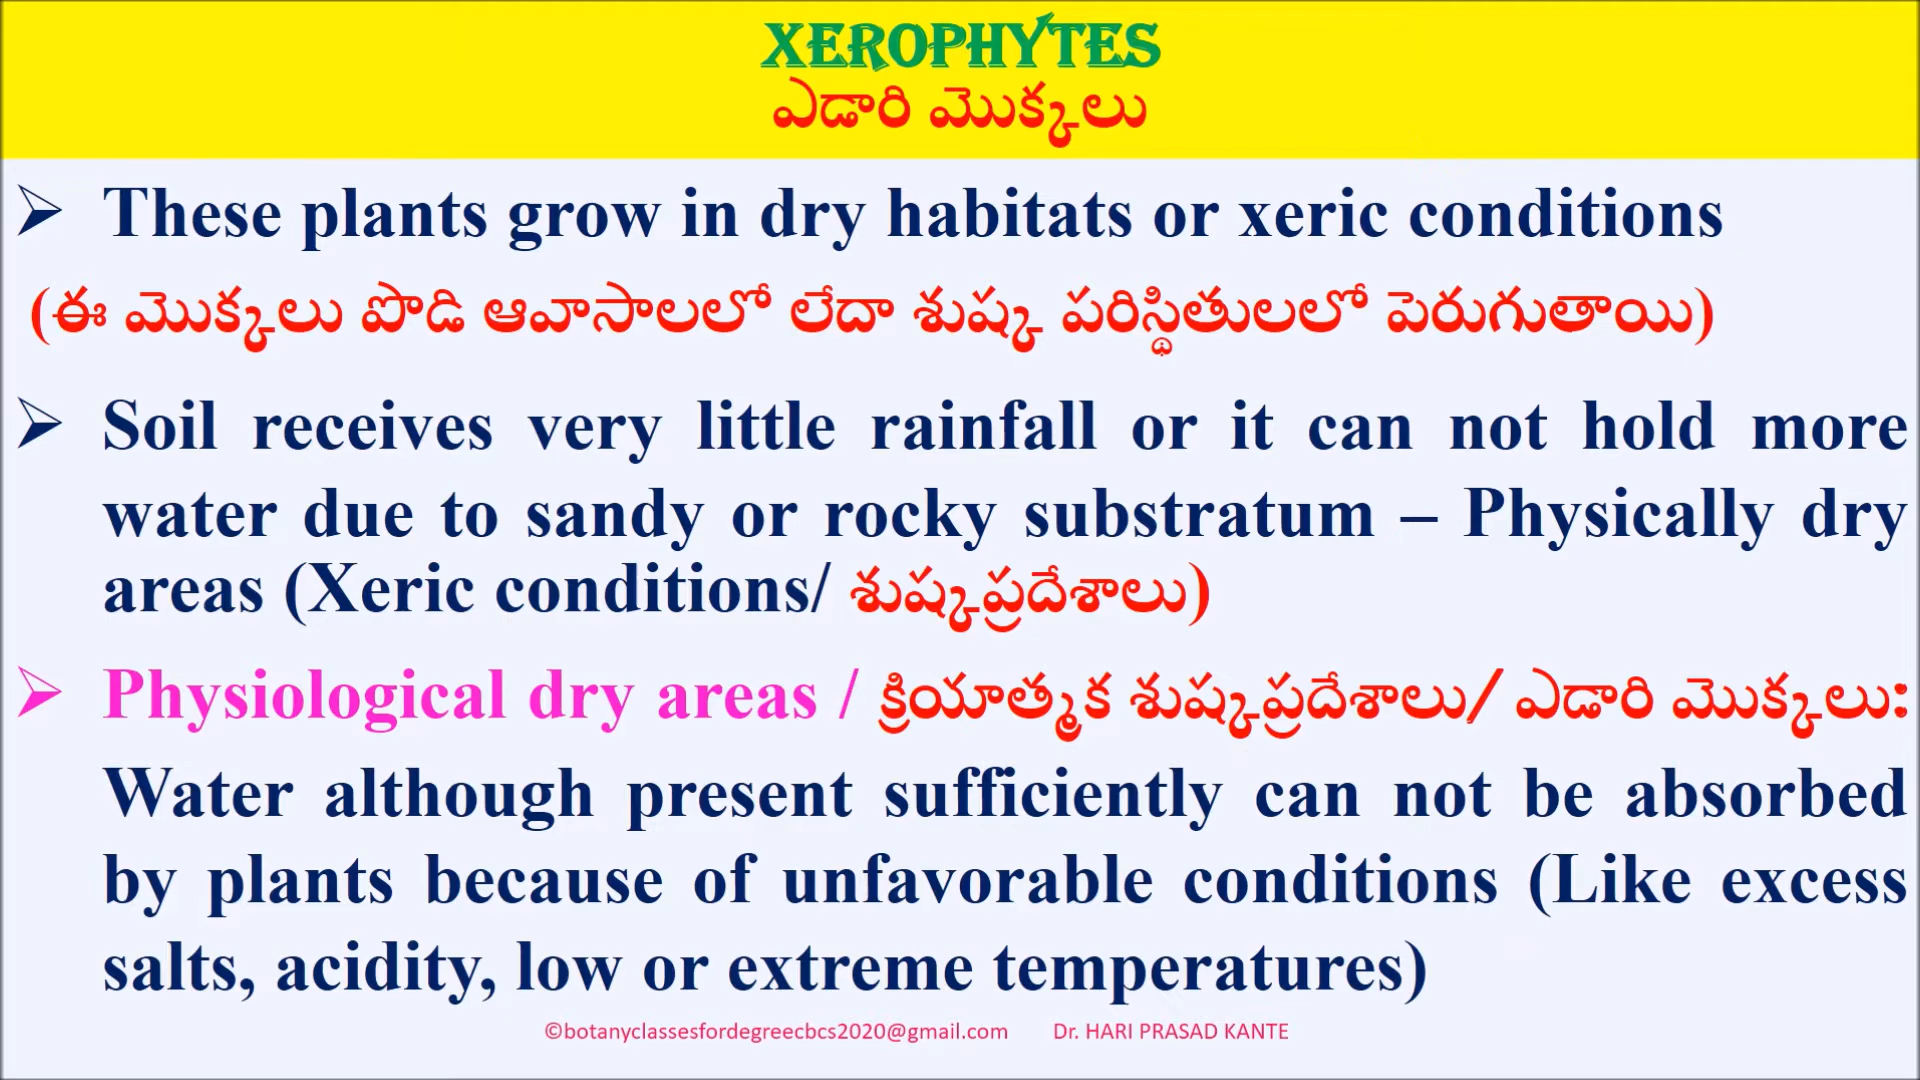 XEROPHYTES
ఎడారి మొక్కలు
➢ These plants grow in dry habitats or xeric conditions
(ఈ మొక్కలు పొడి ఆవాసాలలో లేదా శుష్క పరిస్థితులలో పెరుగుతాయి)
➢ Soil receives very little rainfall or it can not hold more
water due to sandy or rocky substratum – Physically dry
areas (Xeric conditions/ శుష్కప్రదేశాలు)
➢ Physiological dry areas / క్రియాత్మక శుష్కప్రదేశాలు/ ఎడారి మొక్కలు:
Water although present sufficiently can not be absorbed
by plants because of unfavorable conditions (Like excess
salts, acidity, low or extreme temperatures)
©botanyclassesfordegreecbcs2020@gmail.com Dr. HARI PRASAD KANTE